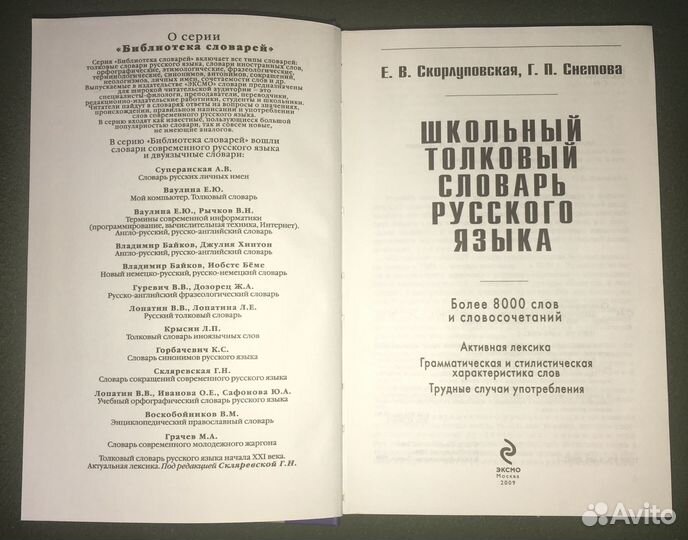 О серии
«Библиотека словарей»
Серия «Библиотека словарей» включает все типы словарей:
толковые словари русского языка, словари иностранных слов,
орфографические, этимологические, фразеологические,
терминологические, синонимов, антонимов, сокращений,
неологизмов, личных имен, сочетаемости слов и др.
Выпускаемые в издательстве «ЭКСМО» словари предназначены
для широкой читательской аудитории – это
специалисты-филологи, преподаватели, переводчики,
редакционно-издательские работники, студенты и школьники.
Читатели найдут в словарях ответы на вопросы о значениях,
происхождении, правильном написании и употреблении
слов современного русского языка.
В серию входят как известные, пользующиеся большой
популярностью словари, так и совсем новые,
не имеющие аналогов.
В серию «Библиотека словарей» вошли
словари современного русского языка
и двуязычные словари:
Суперанская А.В.
Словарь русских личных имен
Ваулина Е.Ю.
Мой компьютер. Толковый словарь
Ваулина Е.Ю., Рычков В.Н.
Термины современной информатики
(программирование, вычислительная техника, Интернет).
Англо-русский, русско-английский словарь
Владимир Байков, Джулия Хинтон
Англо-русский, русско-английский словарь
Владимир Байков, Иобсте Бёме
Новый немецко-русский, русско-немецкий словарь
Гуревич В.В., Дозорец Ж.А.
Русско-английский фразеологический словарь
Лопатин В.В., Лопатина Л.Е.
Русский толковый словарь
Крысин Л.П.
Толковый словарь иноязычных слов
Горбачевич К.С.
Словарь синонимов русского языка
Скляревская Г.Н.
Словарь сокращений современного русского языка
Лопатин В.В., Иванова О.Е., Сафонова Ю.А.
Учебный орфографический словарь русского языка
Воскобойников В.М.
Энциклопедический православный словарь
Грачев М.А.
Словарь современного молодежного жаргона
Толковый словарь русского языка начала XXI века.
Актуальная лексика. Под редакцией Скляревской Г.Н.
Е. В. Скорлуповская, Г. П. Снетова
ШКОЛЬНЫЙ
ТОЛКОВЫЙ
СЛОВАРЬ
РУССКОГО
ЯЗЫКА
Более 8000 слов
и словосочетаний
Активная лексика
Грамматическая и стилистическая
характеристика слов
Трудные случаи употребления
ЭКСМО
Москва
2009
Avito